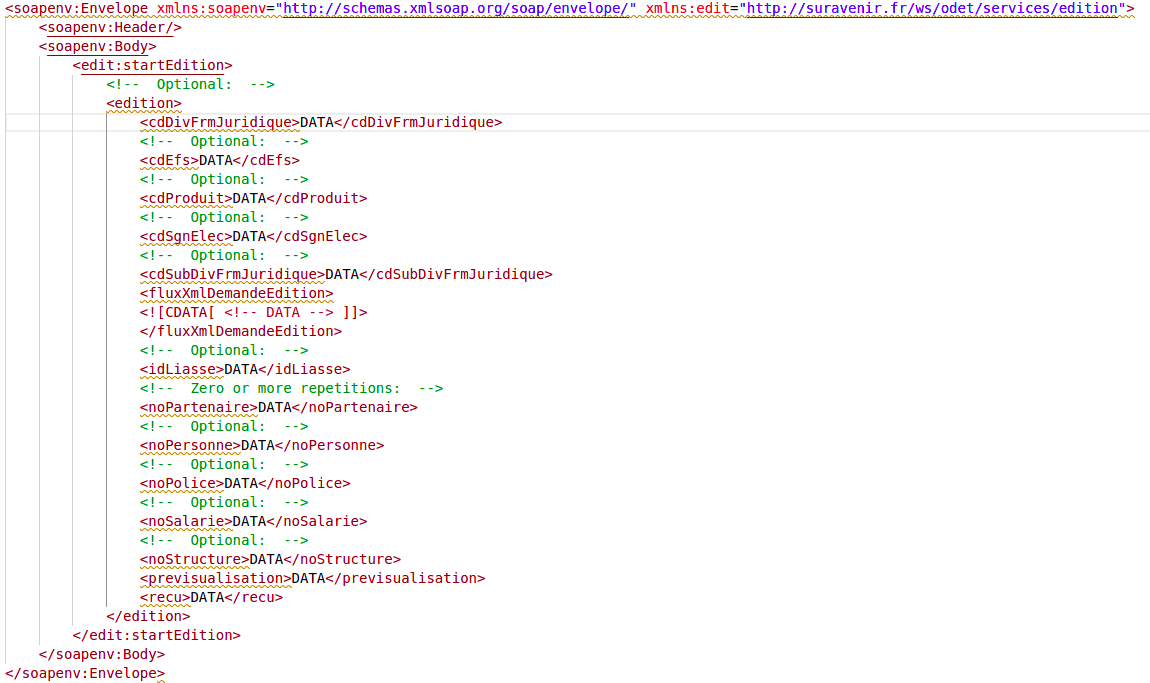 <soapenv:Envelope xmlns:soapenv="http://schemas.xmlsoap.org/soap/envelope/" xmlns:edit="http://suravenir.fr/ws/odet/services/edition">
<soapenv:Header/>
<soapenv:Body>
<edit:startEdition>
<!--  Optional:  -->
<edition>
<cdDivFrmJuridique>DATA</cdDivFrmJuridique>
<!--  Optional:  -->
<cdEfs>DATA</cdEfs>
<!--  Optional:  -->
<cdProduit>DATA</cdProduit>
<!--  Optional:  -->
<cdSgnElec>DATA</cdSgnElec>
<!--  Optional:  -->
<cdSubDivFrmJuridique>DATA</cdSubDivFrmJuridique>
<fluxXmlDemandeEdition>
<![CDATA[ <!-- DATA --> ]]>
</fluxXmlDemandeEdition>
<!--  Optional:  -->
<idLiasse>DATA</idLiasse>
<!--  Zero or more repetitions:  -->
<noPartenaire>DATA</noPartenaire>
<!--  Optional:  -->
<noPersonne>DATA</noPersonne>
<!--  Optional:  -->
<noPolice>DATA</noPolice>
<!--  Optional:  -->
<noSalarie>DATA</noSalarie>
<!--  Optional:  -->
<noStructure>DATA</noStructure>
<previsualisation>DATA</previsualisation>
<recu>DATA</recu>
</edition>
</edit:startEdition>
</soapenv:Body>
</soapenv:Envelope>